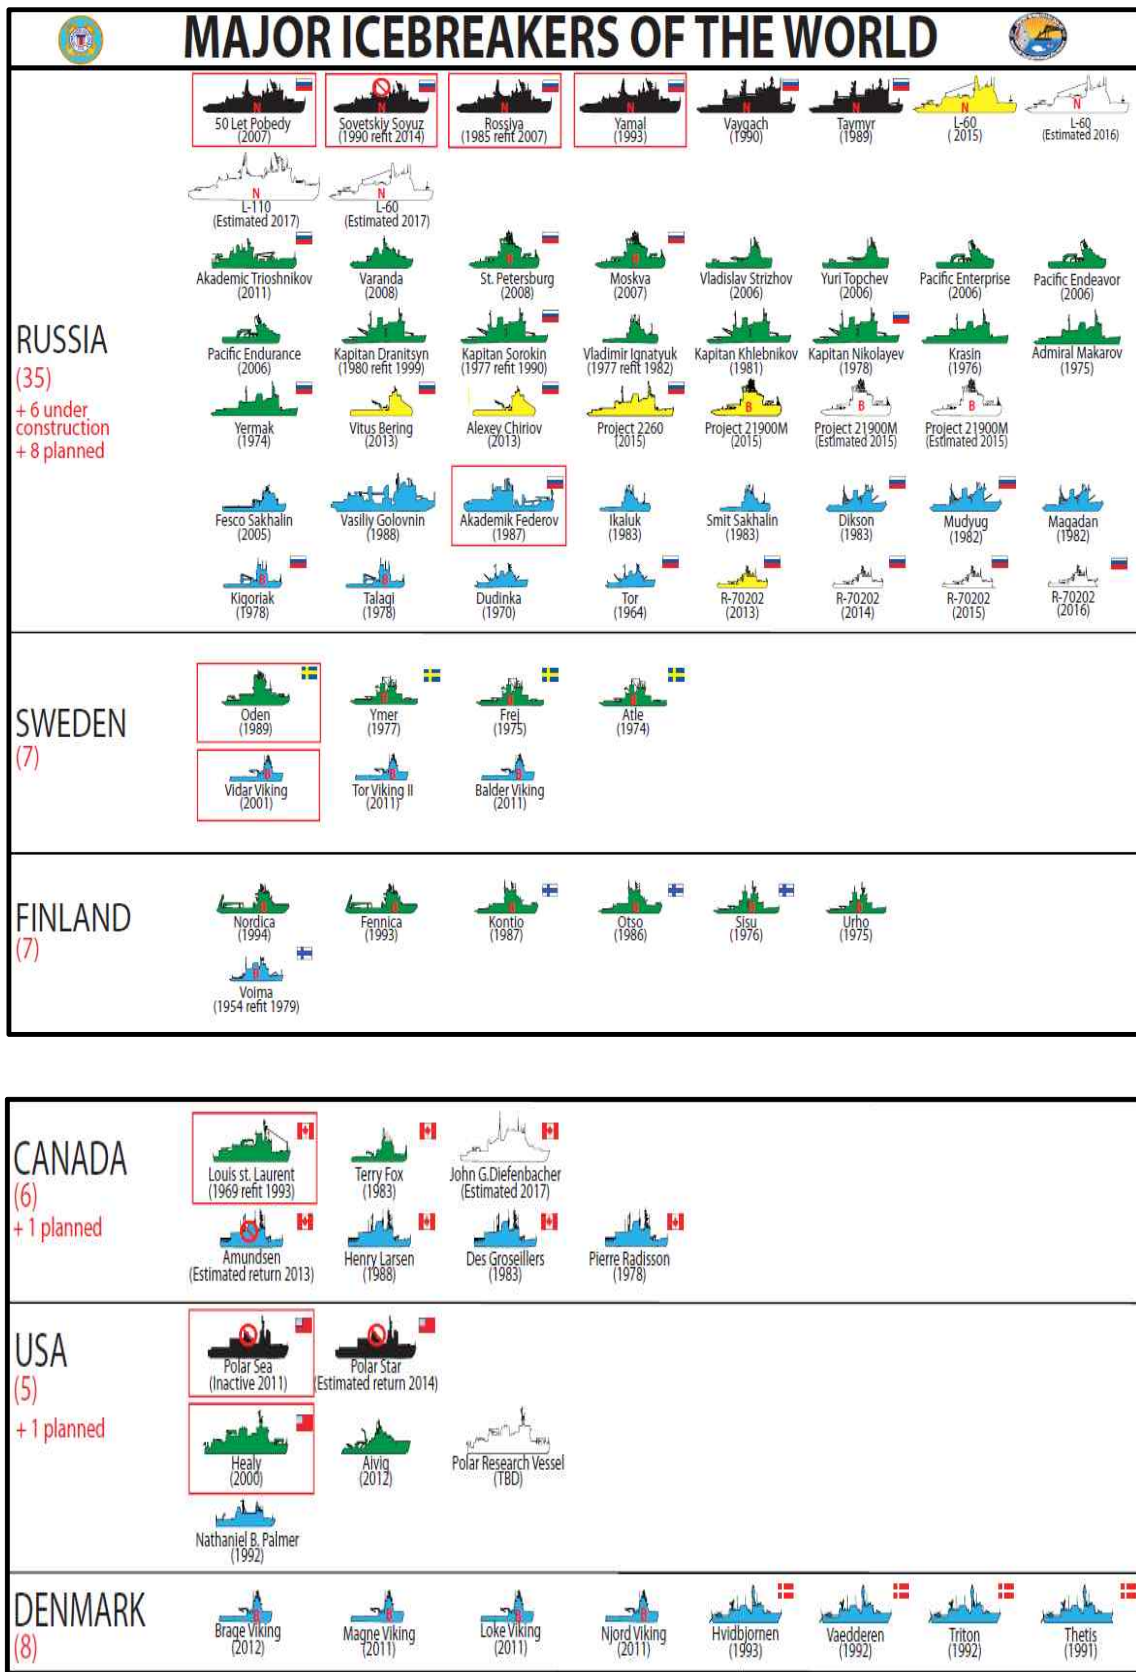 MAJOR ICEBREAKERS OF THE WORLD
RUSSIA
(35)
+ 6 under
construction
+ 8 planned
N N N N N N N N
50 Let Pobedy Sovetskiy Soyuz Rossiya Yamal Vaygach Taymyr L-60 L-60
(2007) (1990 refit 2014) (1985 refit 2007) (1993) (1990) (1989) (2015) (Estimated 2016)
N N
L-110 L-60
(Estimated 2017) (Estimated 2017)
B B
Akademic Trioshnikov Varanda St. Petersburg Moskva Vladislav Strizhov Yuri Topchev Pacific Enterprise Pacific Endeavor
(2011) (2008) (2008) (2007) (2006) (2006) (2006) (2006)
Pacific Endurance Kapitan Dranitsyn Kapitan Sorokin Vladimir Ignatyuk Kapitan Khlebnikov Kapitan Nikolayev Krasin Admiral Makarov
(2006) (1980 refit 1999) (1977 refit 1990) (1977 refit 1982) (1981) (1978) (1976) (1975)
B B B
Yermak Vitus Bering Alexey Chiriov Project 2260 Project 21900M Project 21900M Project 21900M
(1974) (2013) (2013) (2015) (2015) (Estimated 2015) (Estimated 2015)
Fesco Sakhalin Vasiliy Golovnin Akademik Federov Ikaluk Smit Sakhalin Dikson Mudyug Magadan
(2005) (1988) (1987) (1983) (1983) (1983) (1982) (1982)
B B
Kigoriak Talagi Dudinka Tor R-70202 R-70202 R-70202 R-70202
(1978) (1978) (1970) (1964) (2013) (2014) (2015) (2016)
SWEDEN
(7)
B B B
Oden Ymer Frej Atle
(1989) (1977) (1975) (1974)
B B B
Vidar Viking Tor Viking II Balder Viking
(2001) (2011) (2011)
FINLAND
(7)
B B B B B B
Nordica Fennica Kontio Otso Sisu Urho
(1994) (1993) (1987) (1986) (1976) (1975)
B
Voima
(1954 refit 1979)
CANADA
(6)
+ 1 planned
Louis st. Laurent Terry Fox John G.Diefenbacher
(1969 refit 1993) (1983) (Estimated 2017)
Amundsen Henry Larsen Des Groseillers Pierre Radisson
(Estimated return 2013) (1988) (1983) (1978)
USA
(5)
+ 1 planned
Polar Sea Polar Star
(Inactive 2011) (Estimated return 2014)
Healy Aiviq Polar Research Vessel
(2000) (2012) (TBD)
Nathaniel B. Palmer
(1992)
DENMARK
(8)
B B B B
Brage Viking Magne Viking Loke Viking Njord Viking Hvidbjornen Vaedderen Triton Thetis
(2012) (2011) (2011) (2011) (1993) (1992) (1992) (1991)